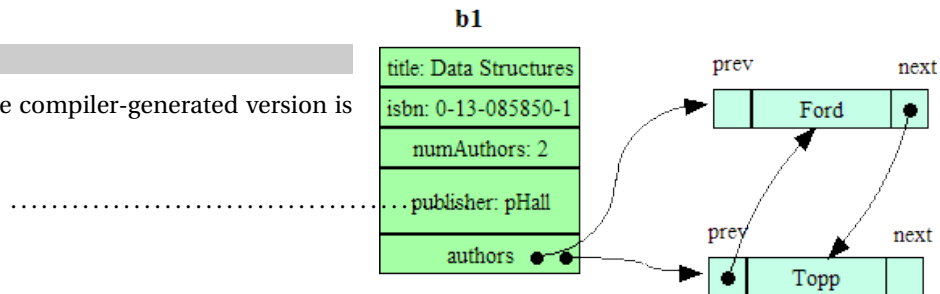 b1
title: Data Structures
prev
next
e compiler-generated version is
isbn: 0-13-085850-1
Ford
numAuthors: 2
publisher: pHall
prev
next
authors
Topp